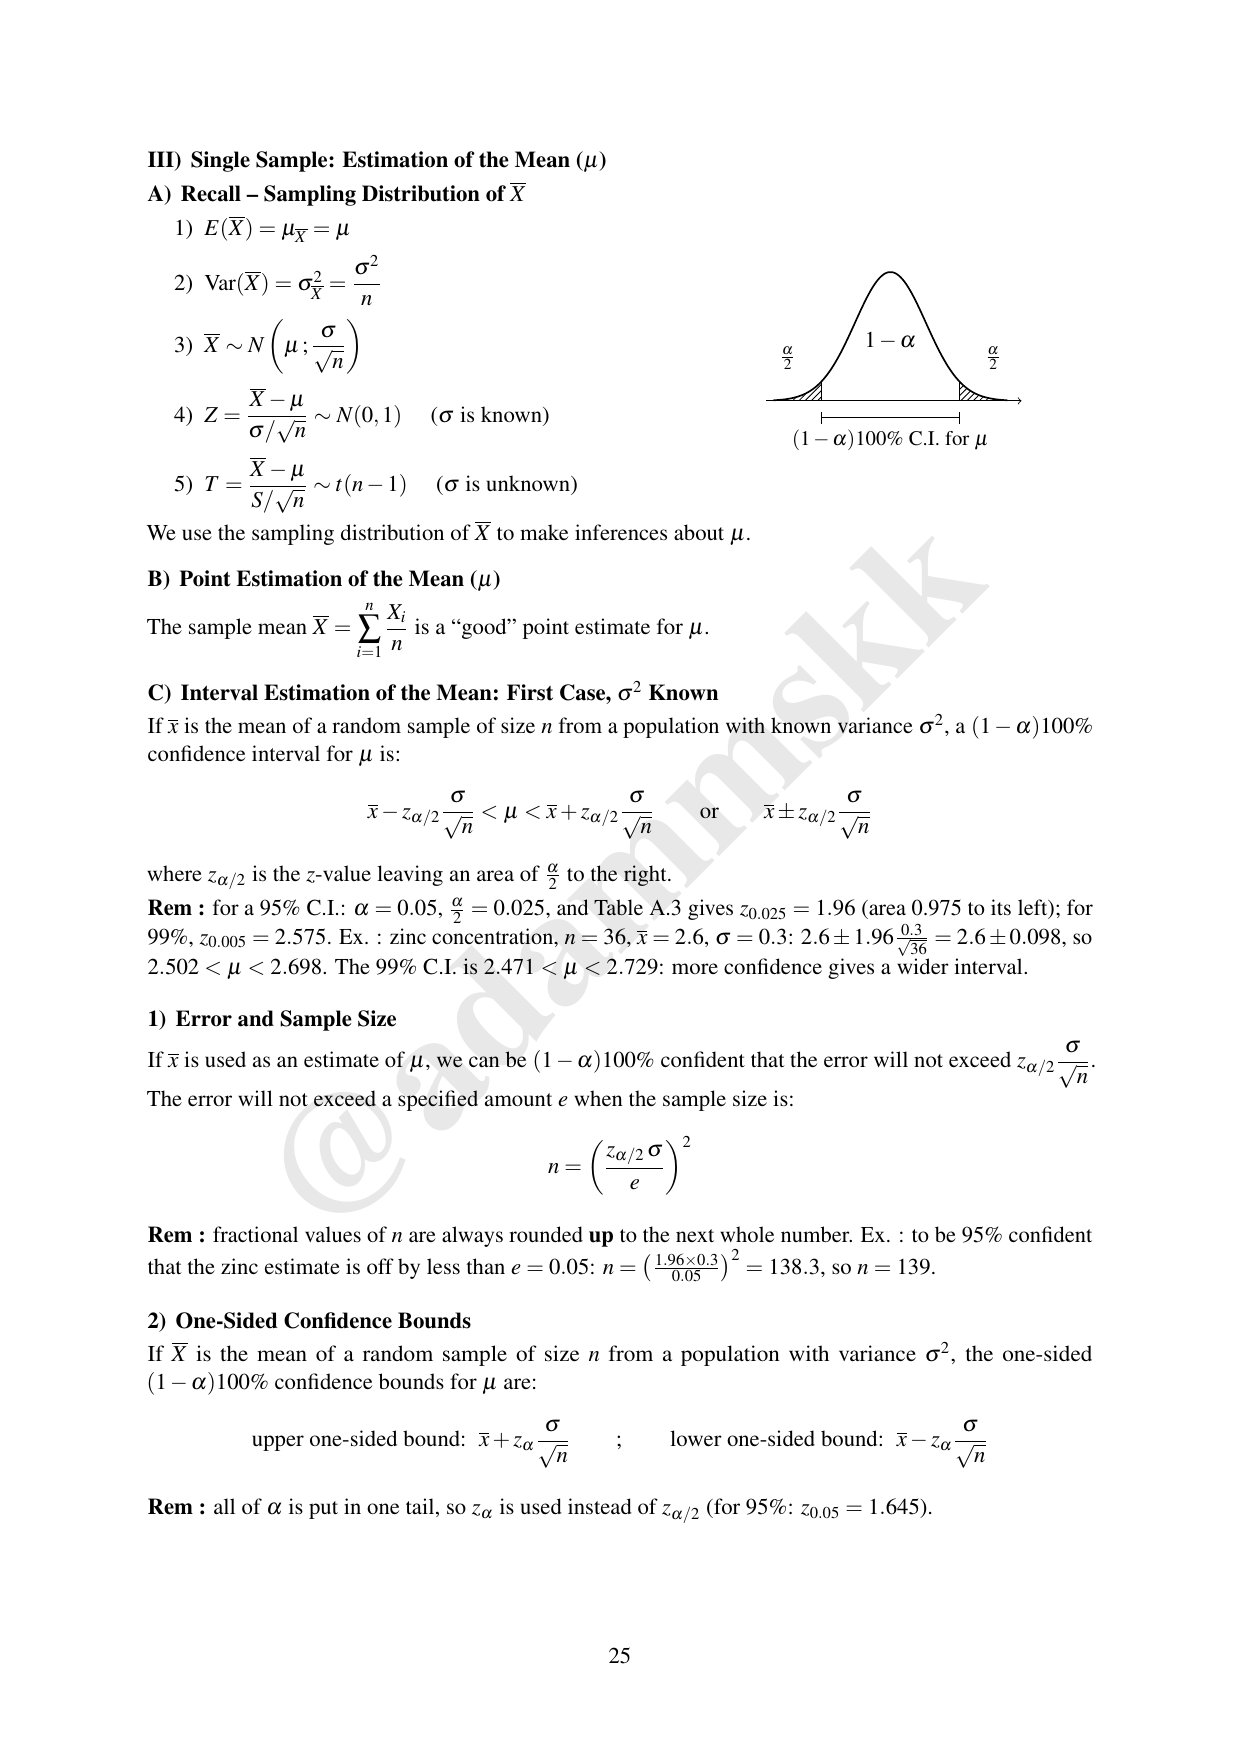 III) Single Sample: Estimation of the Mean (μ)
A) Recall – Sampling Distribution of X̅
1) E(X̅) = μ_X̅ = μ
2) Var(X̅) = σ²_X̅ = σ²/n
3) X̅ ∼ N(μ ; σ/√n)
4) Z = (X̅ − μ)/(σ/√n) ∼ N(0,1) (σ is known)
5) T = (X̅ − μ)/(S/√n) ∼ t(n − 1) (σ is unknown)
α/2
1 − α
α/2
(1 − α)100% C.I. for μ
We use the sampling distribution of X̅ to make inferences about μ.
B) Point Estimation of the Mean (μ)
The sample mean X̅ = ∑_{i=1}^{n} X_i/n is a “good” point estimate for μ.
C) Interval Estimation of the Mean: First Case, σ² Known
If x̅ is the mean of a random sample of size n from a population with known variance σ², a (1 − α)100%
confidence interval for μ is:
x̅ − z_{α/2} σ/√n < μ < x̅ + z_{α/2} σ/√n or x̅ ± z_{α/2} σ/√n
where z_{α/2} is the z-value leaving an area of α/2 to the right.
Rem : for a 95% C.I.: α = 0.05, α/2 = 0.025, and Table A.3 gives z_{0.025} = 1.96 (area 0.975 to its left); for
99%, z_{0.005} = 2.575. Ex. : zinc concentration, n = 36, x̅ = 2.6, σ = 0.3: 2.6 ± 1.96 0.3/√36 = 2.6 ± 0.098, so
2.502 < μ < 2.698. The 99% C.I. is 2.471 < μ < 2.729: more confidence gives a wider interval.
1) Error and Sample Size
If x̅ is used as an estimate of μ, we can be (1 − α)100% confident that the error will not exceed z_{α/2} σ/√n.
The error will not exceed a specified amount e when the sample size is:
n = (z_{α/2} σ / e)²
Rem : fractional values of n are always rounded up to the next whole number. Ex. : to be 95% confident
that the zinc estimate is off by less than e = 0.05: n = (1.96×0.3/0.05)² = 138.3, so n = 139.
2) One-Sided Confidence Bounds
If X̅ is the mean of a random sample of size n from a population with variance σ², the one-sided
(1 − α)100% confidence bounds for μ are:
upper one-sided bound: x̅ + z_α σ/√n ; lower one-sided bound: x̅ − z_α σ/√n
Rem : all of α is put in one tail, so z_α is used instead of z_{α/2} (for 95%: z_{0.05} = 1.645).
25
@adammskk